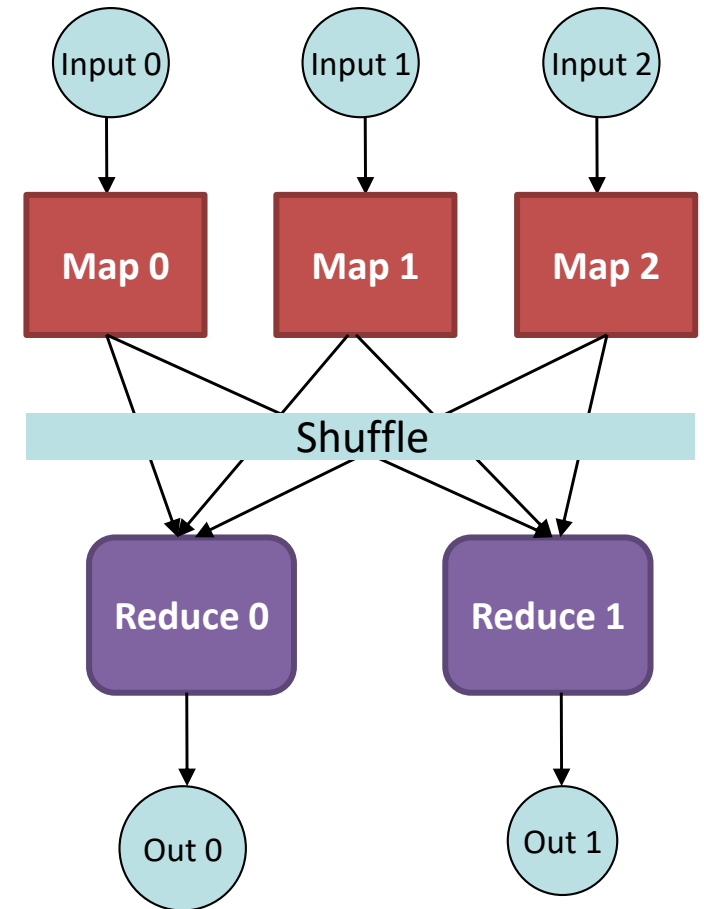 Input 0
Input 1
Input 2
Map 0
Map 1
Map 2
Shuffle
Reduce 0
Reduce 1
Out 0
Out 1